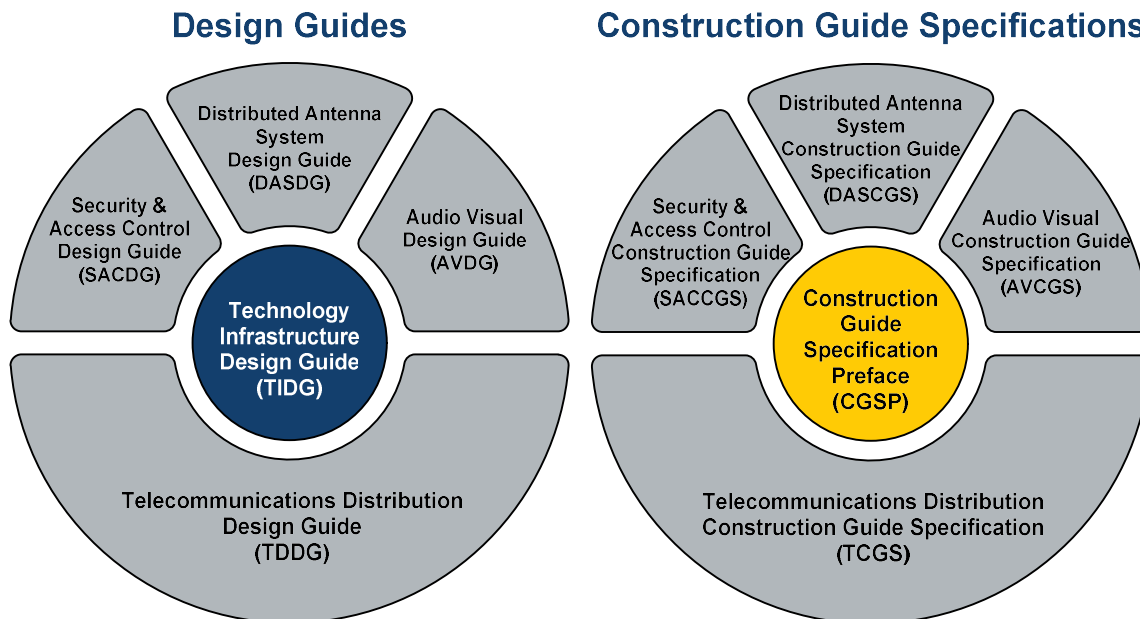 Design Guides
Distributed Antenna
System
Design Guide
(DASDG)
Security &
Access Control
Design Guide
(SACDG)
Audio Visual
Design Guide
(AVDG)
Technology
Infrastructure
Design Guide
(TIDG)
Telecommunications Distribution
Design Guide
(TDDG)
Construction Guide Specifications
Distributed Antenna
System
Construction Guide
Specification
(DASCGS)
Security &
Access Control
Construction Guide
Specification
(SACCGS)
Audio Visual
Construction Guide
Specification
(AVCGS)
Construction
Guide
Specification
Preface
(CGSP)
Telecommunications Distribution
Construction Guide Specification
(TCGS)